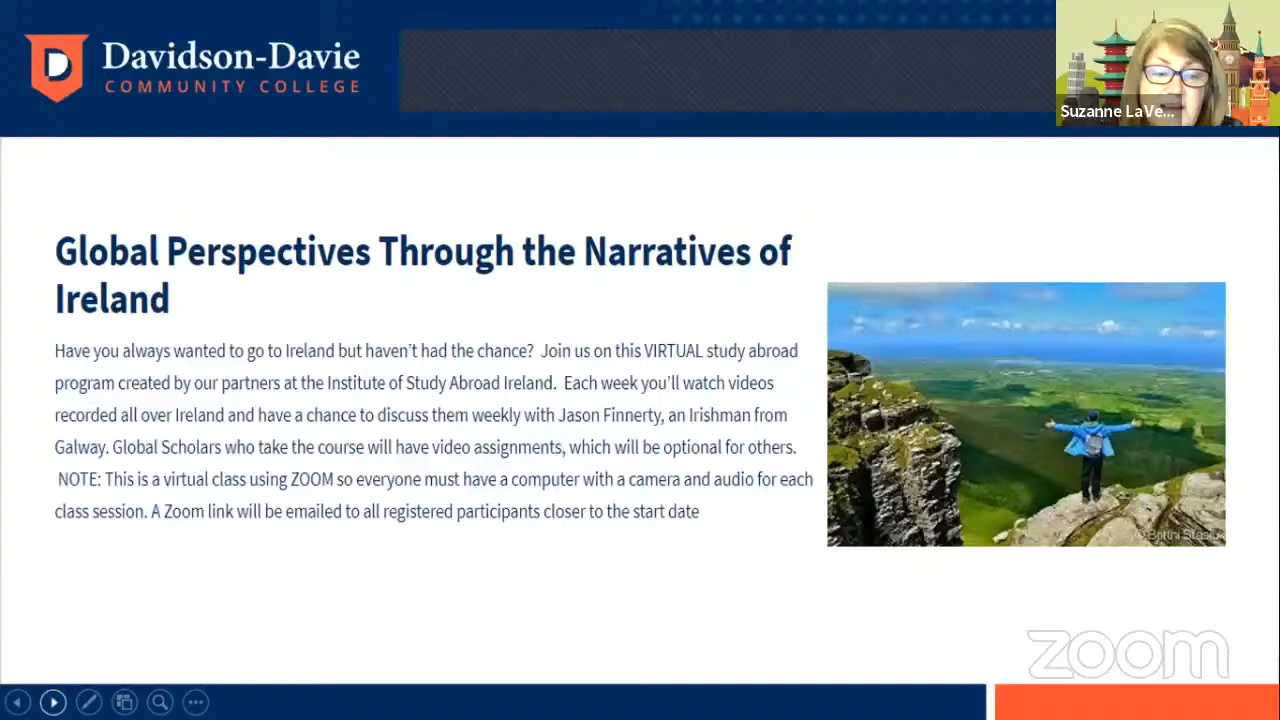 Davidson-Davie
COMMUNITY COLLEGE
Suzanne LaVe...
Global Perspectives Through the Narratives of
Ireland
Have you always wanted to go to Ireland but haven't had the chance?  Join us on this VIRTUAL study abroad
program created by our partners at the Institute of Study Abroad Ireland.  Each week you'll watch videos
recorded all over Ireland and have a chance to discuss them weekly with Jason Finnerty, an Irishman from
Galway. Global Scholars who take the course will have video assignments, which will be optional for others.
NOTE: This is a virtual class using ZOOM so everyone must have a computer with a camera and audio for each
class session. A Zoom link will be emailed to all registered participants closer to the start date
zoom